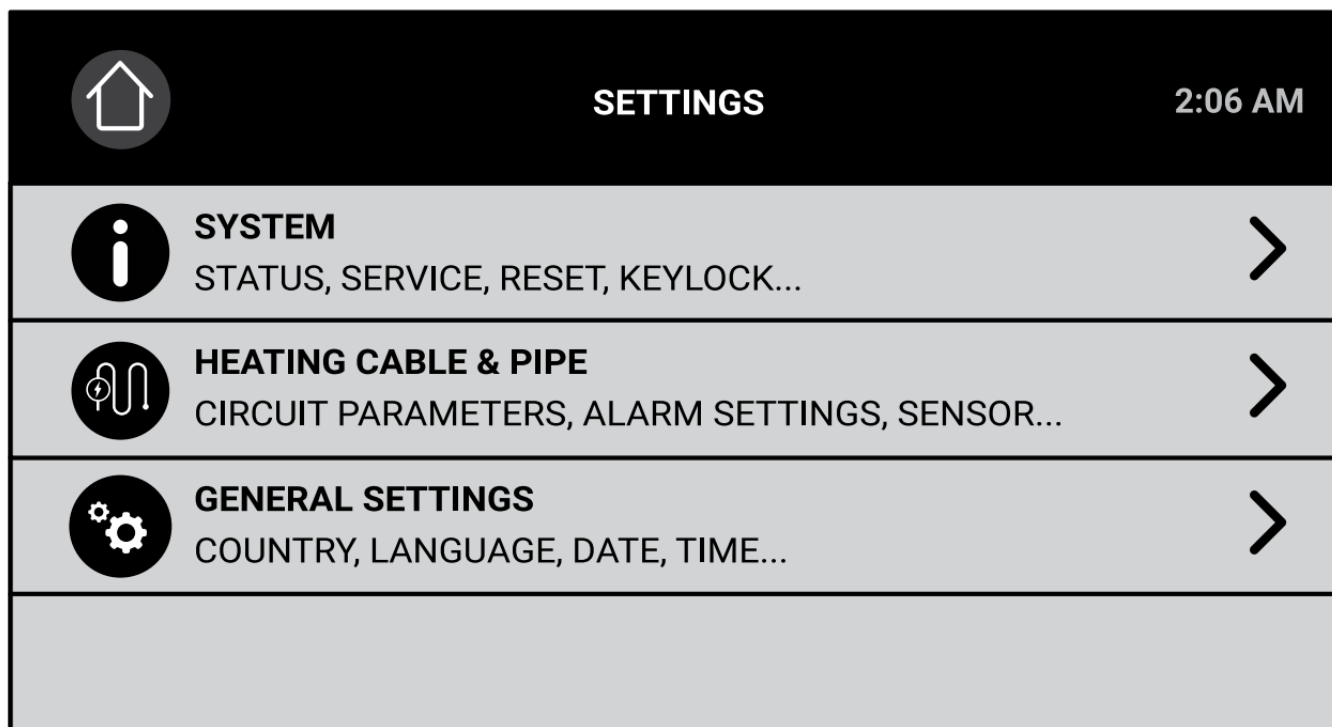 SETTINGS
2:06 AM
SYSTEM
STATUS, SERVICE, RESET, KEYLOCK...
HEATING CABLE & PIPE
CIRCUIT PARAMETERS, ALARM SETTINGS, SENSOR...
GENERAL SETTINGS
COUNTRY, LANGUAGE, DATE, TIME...